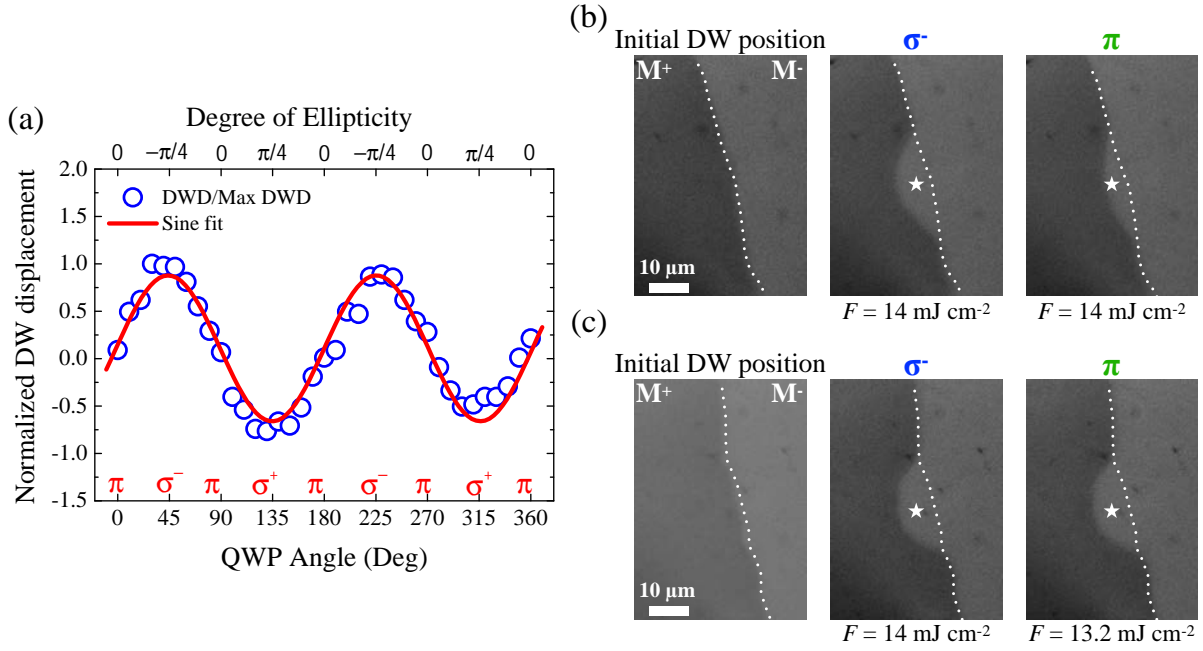 (a)
Degree of Ellipticity
0 −π/4 0 π/4 0 −π/4 0 π/4 0
2.0
1.5
1.0
0.5
0.0
-0.5
-1.0
-1.5
Normalized DW displacement
DWD/Max DWD
Sine fit
π σ⁻ π σ⁺ π σ⁻ π σ⁺ π
0 45 90 135 180 225 270 315 360
QWP Angle (Deg)
(b)
Initial DW position
σ-
π
M+ M-
10 µm
F = 14 mJ cm-2
F = 14 mJ cm-2
(c)
Initial DW position
σ-
π
M+ M-
10 µm
F = 14 mJ cm-2
F = 13.2 mJ cm-2